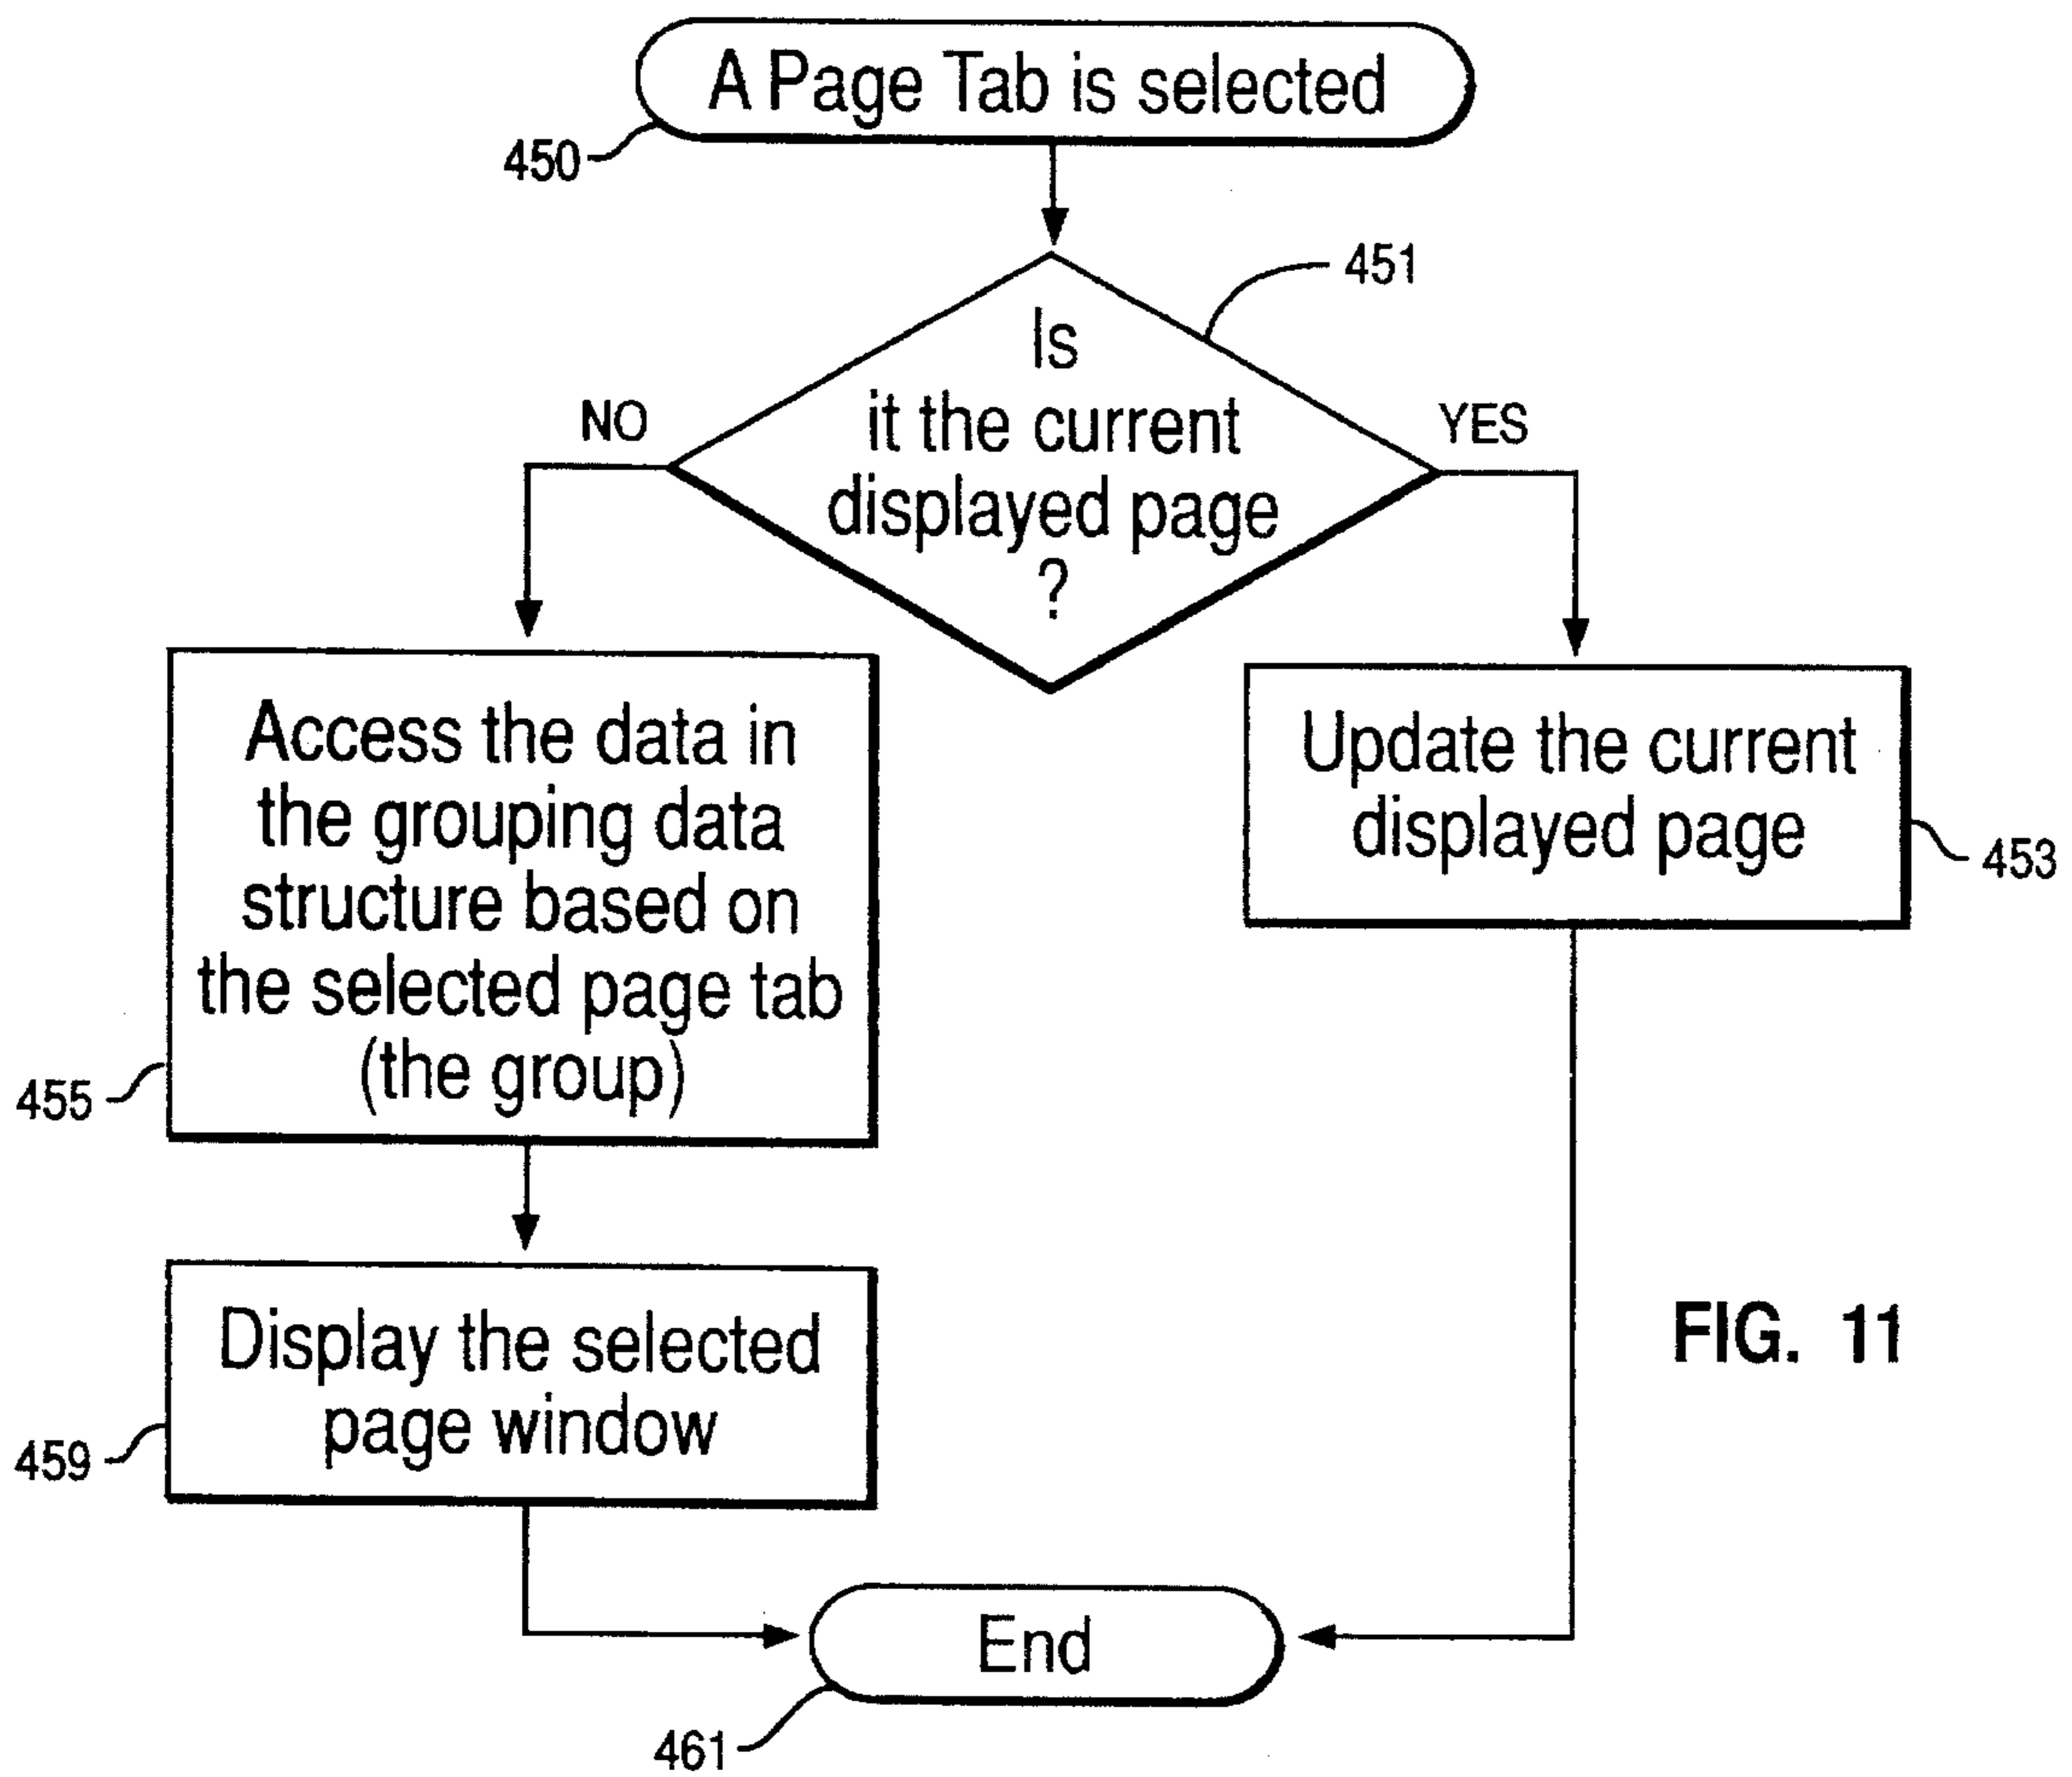 A Page Tab is selected
450
451
Is
it the current
displayed page
?
NO
YES
Access the data in
the grouping data
structure based on
the selected page tab
(the group)
455
Update the current
displayed page
453
Display the selected
page window
459
FIG. 11
End
461